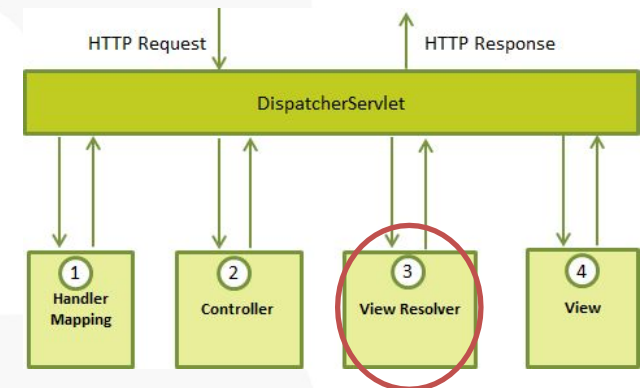 HTTP Request
HTTP Response
DispatcherServlet
1
Handler
Mapping
2
Controller
3
View Resolver
4
View